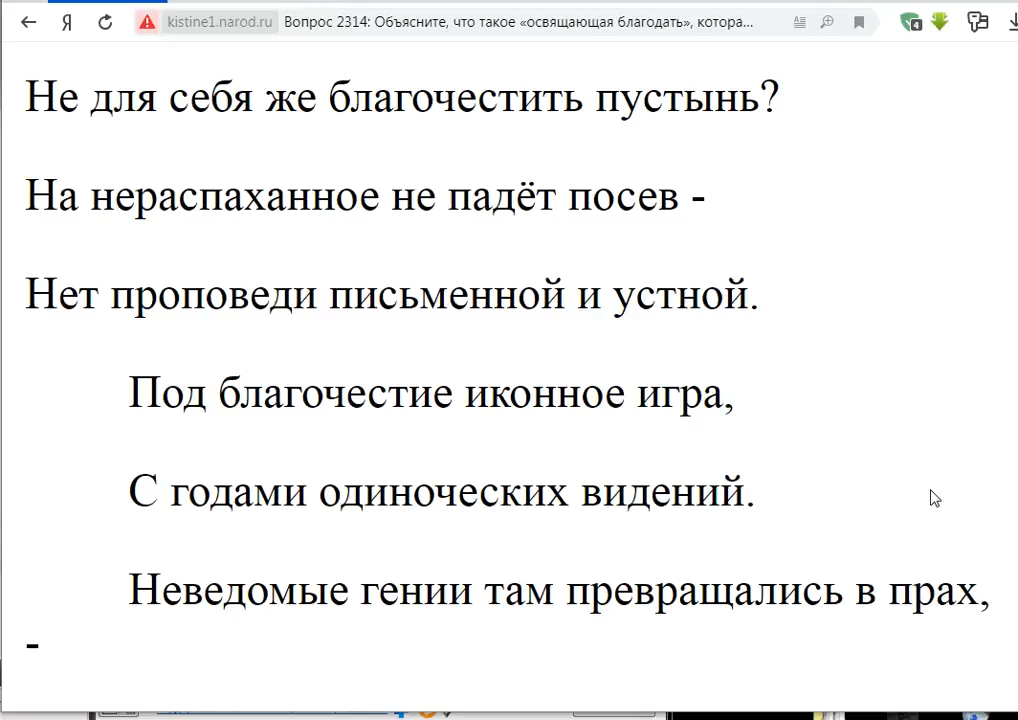 kistine1.narod.ru Вопрос 2314: Объясните, что такое «освящающая благодать», котора...
Не для себя же благочестить пустынь?
На нераспаханное не падёт посев -
Нет проповеди письменной и устной.
Под благочестие иконное игра,
С годами одиноческих видений.
Неведомые гении там превращались в прах,
-